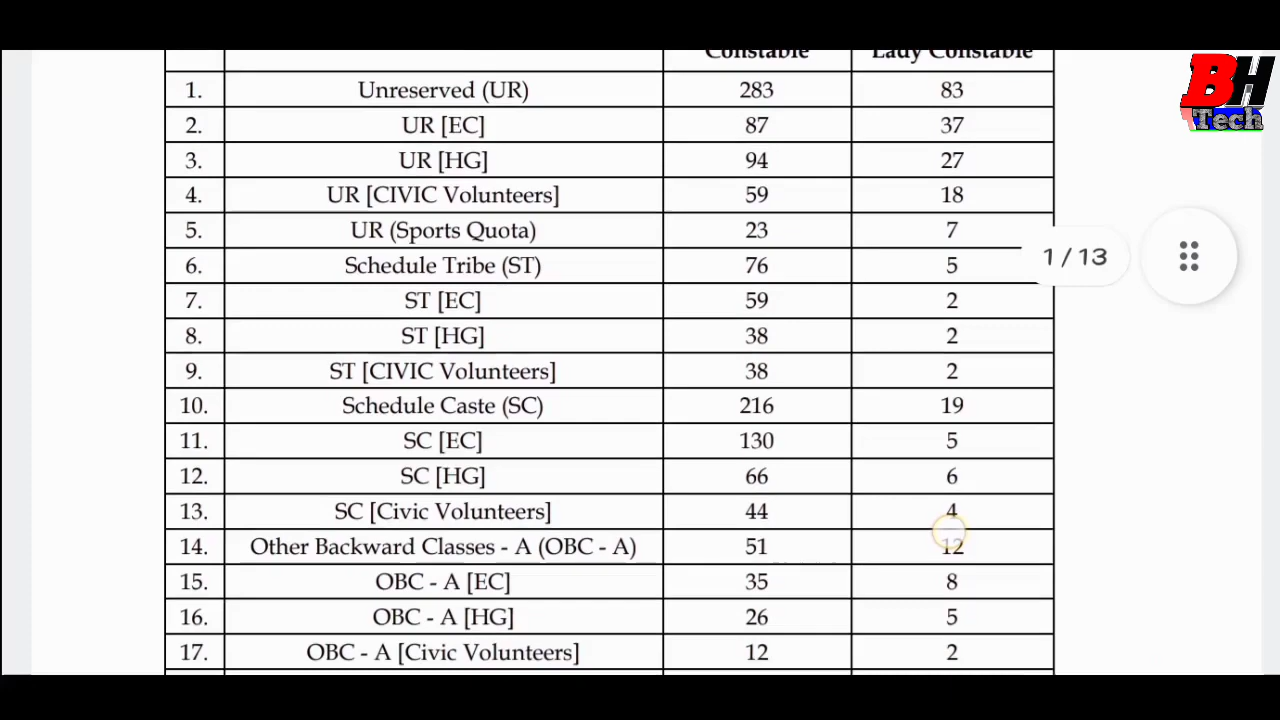 Constable Lady Constable
1. Unreserved (UR) 283 83
2. UR [EC] 87 37
3. UR [HG] 94 27
4. UR [CIVIC Volunteers] 59 18
5. UR (Sports Quota) 23 7
6. Schedule Tribe (ST) 76 5
7. ST [EC] 59 2
8. ST [HG] 38 2
9. ST [CIVIC Volunteers] 38 2
10. Schedule Caste (SC) 216 19
11. SC [EC] 130 5
12. SC [HG] 66 6
13. SC [Civic Volunteers] 44 4
14. Other Backward Classes - A (OBC - A) 51 12
15. OBC - A [EC] 35 8
16. OBC - A [HG] 26 5
17. OBC - A [Civic Volunteers] 12 2
1 / 13
BH
Tech